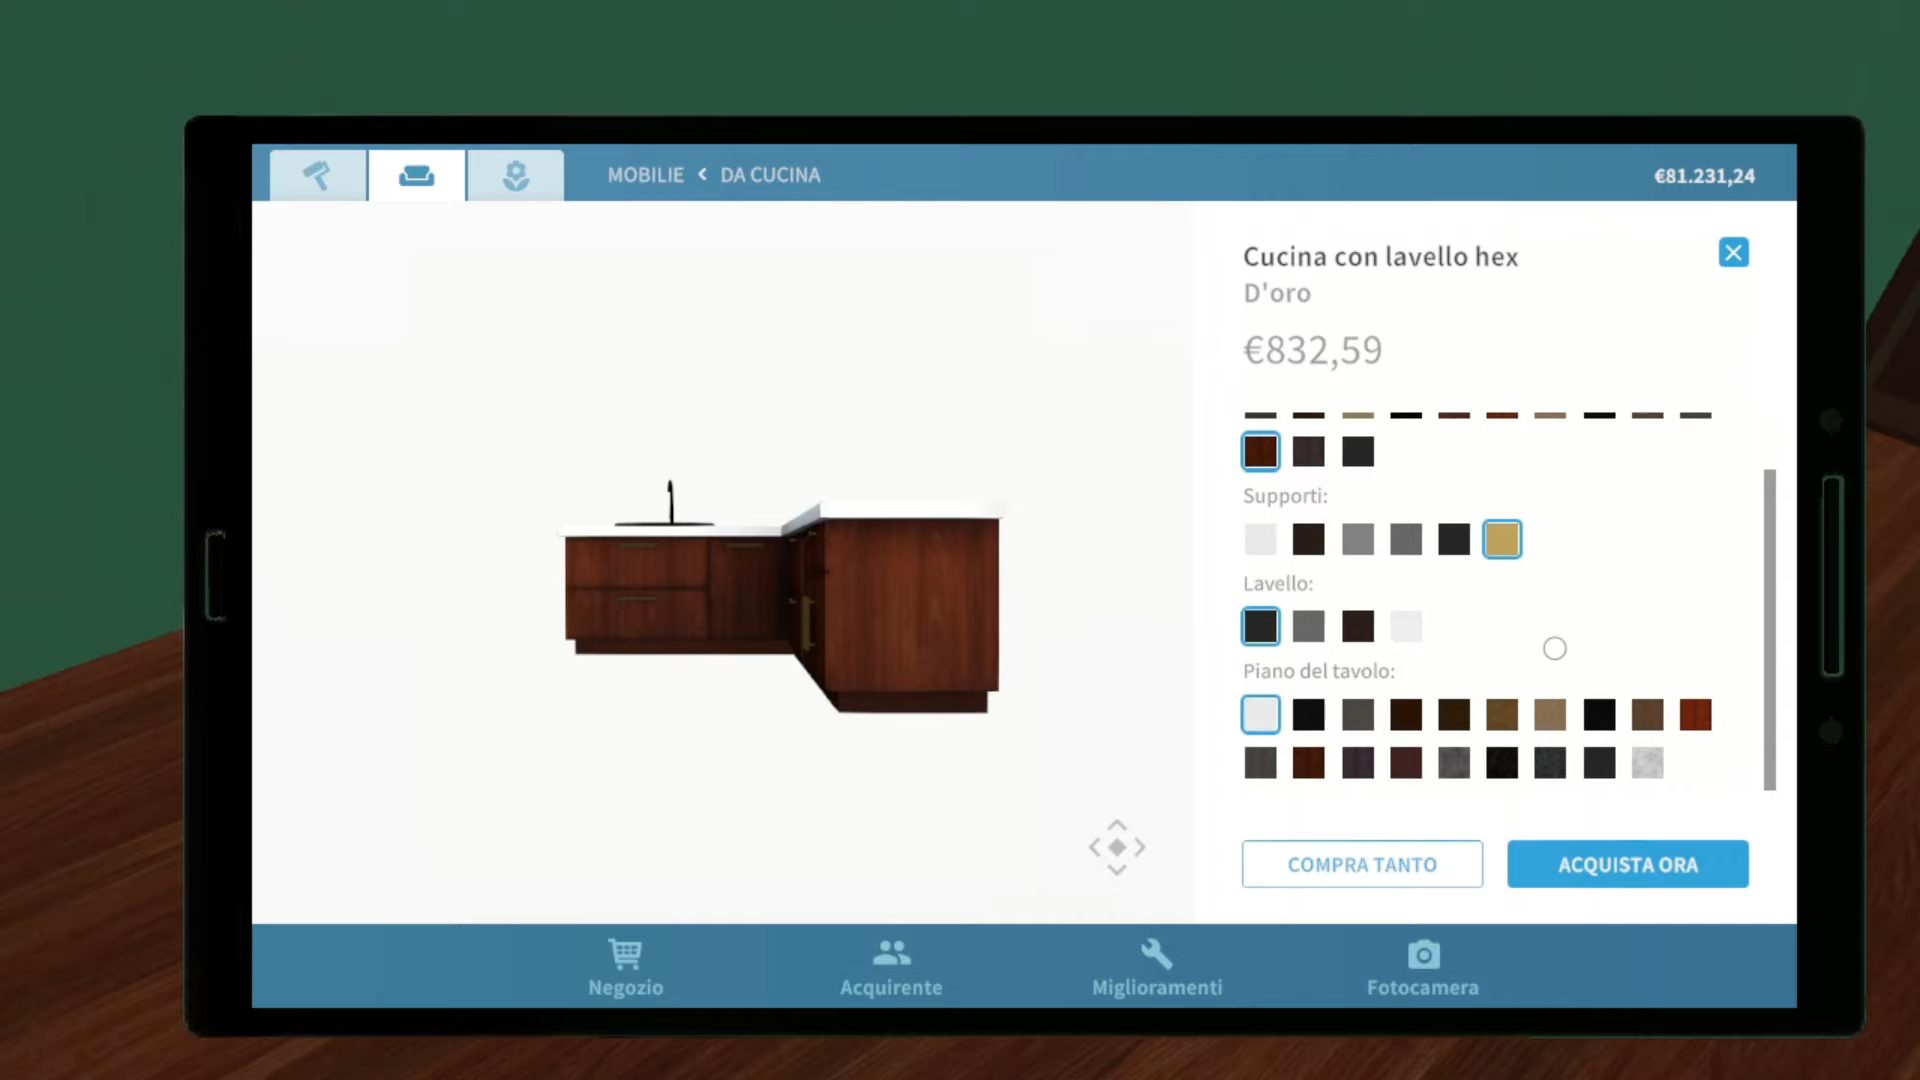 MOBILIE < DA CUCINA
€81.231,24
Cucina con lavello hex
D'oro
€832,59
Supporti:
Lavello:
Piano del tavolo:
COMPRA TANTO
ACQUISTA ORA
Negozio
Acquirente
Miglioramenti
Fotocamera